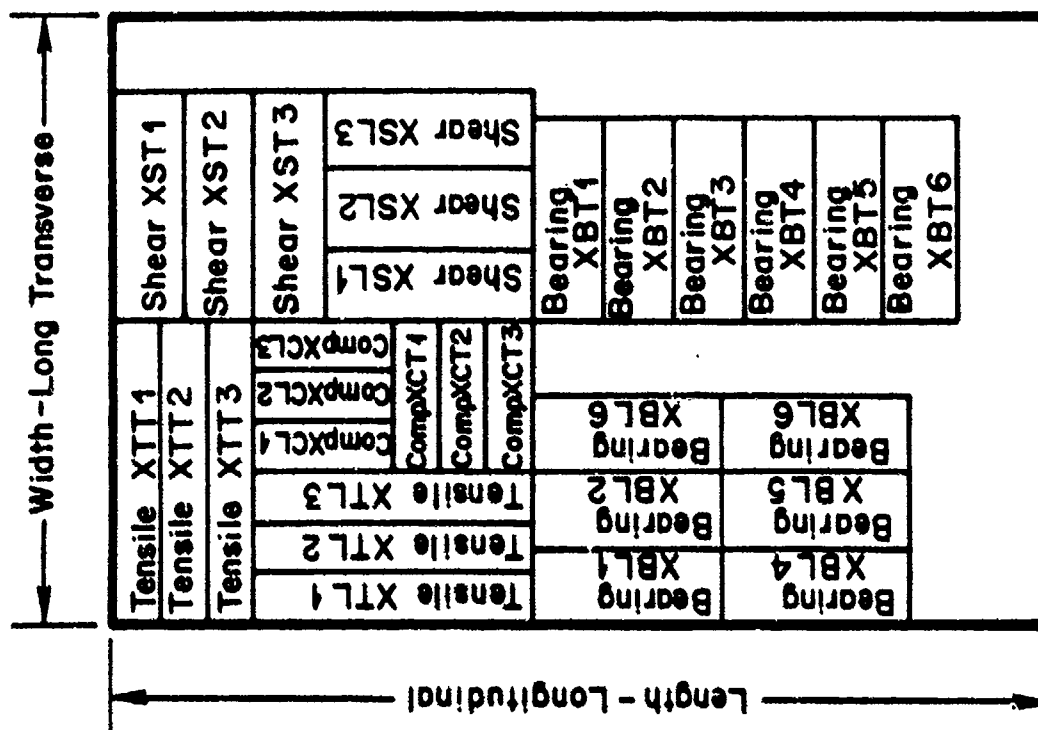 Width-Long Transverse
Length-Longitudinal
Tensile XTT1
Tensile XTT2
Tensile XTT3
Shear XST1
Shear XST2
Shear XST3
Tensile XTL1
Tensile XTL2
Tensile XTL3
CompXCL1
CompXCL2
CompXCL3
CompXCT1
CompXCT2
CompXCT3
Shear XSL1
Shear XSL2
Shear XSL3
Bearing
XBL1
Bearing
XBL2
Bearing
XBL6
Bearing
XBL4
Bearing
XBL5
Bearing
XBL6
Bearing
XBT1
Bearing
XBT2
Bearing
XBT3
Bearing
XBT4
Bearing
XBT5
Bearing
XBT6